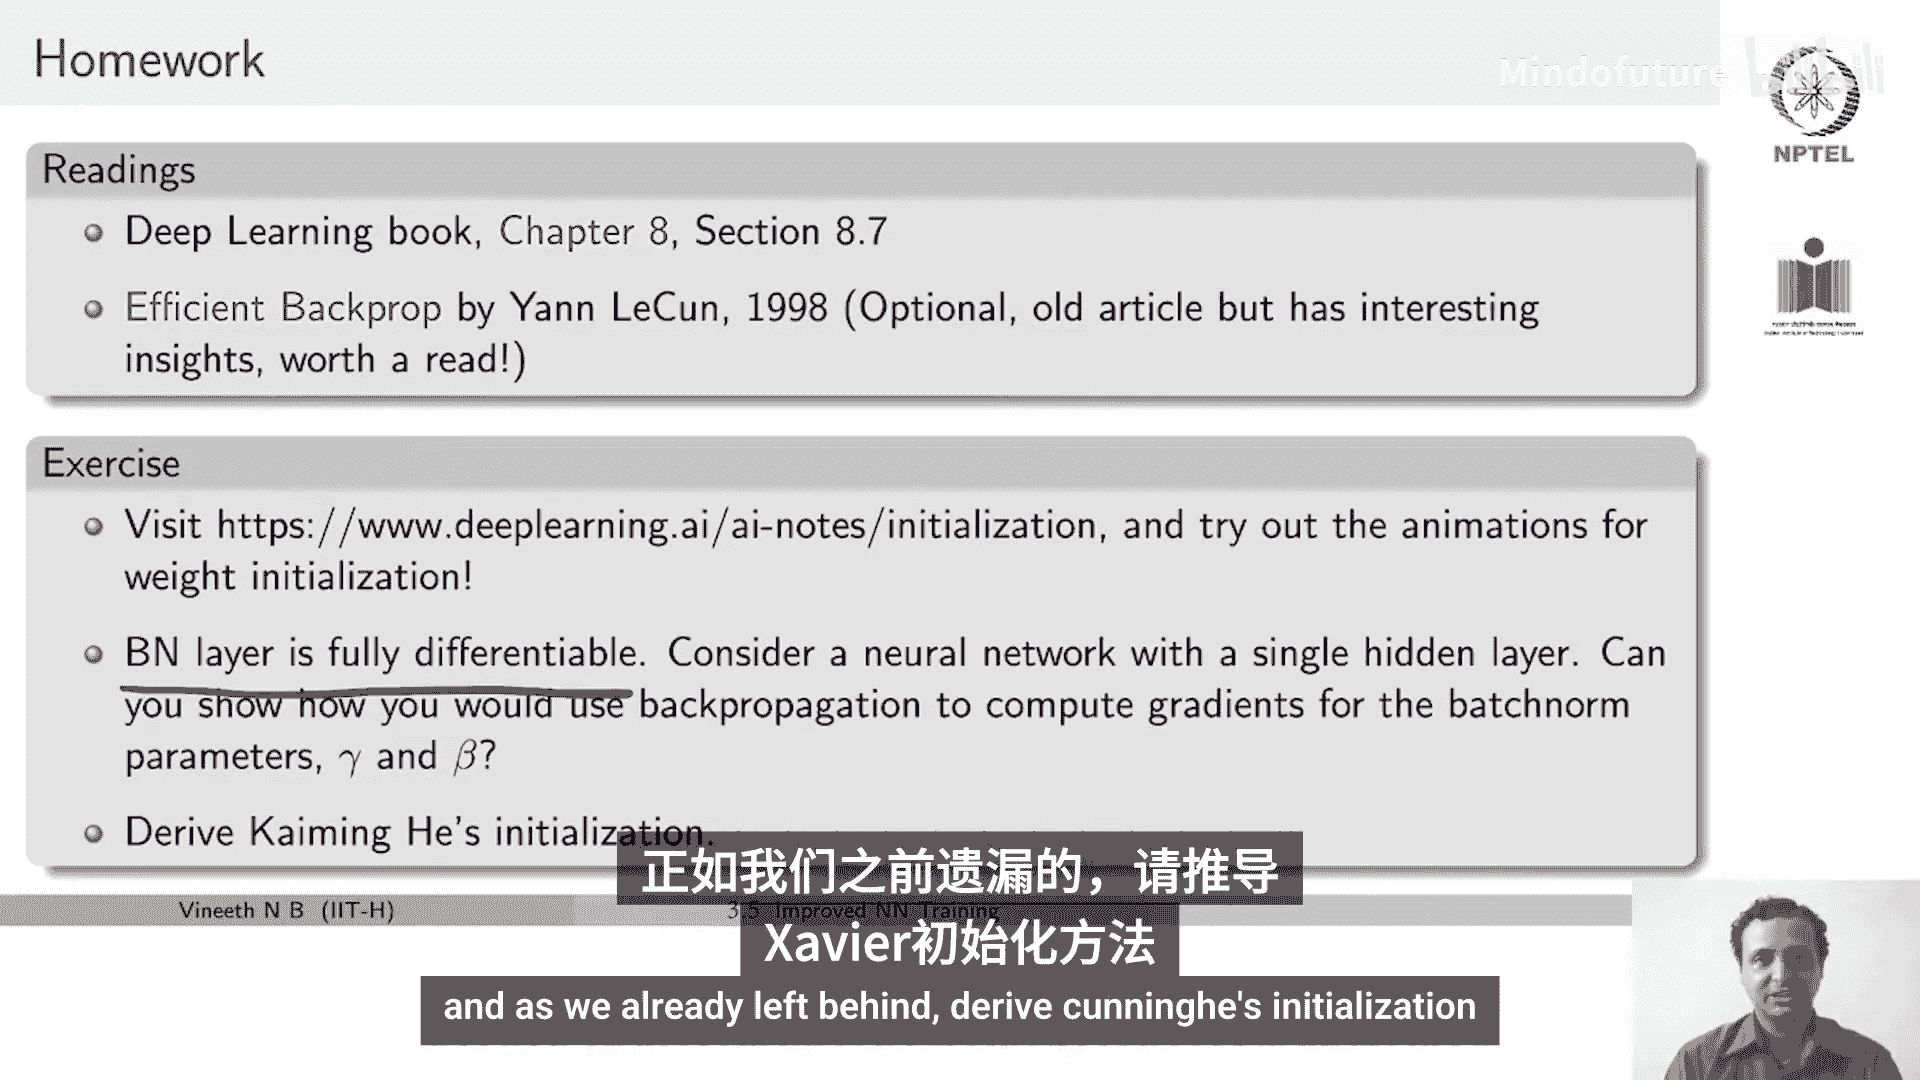 Homework
Mindofuture
NPTEL
Readings
Deep Learning book, Chapter 8, Section 8.7
Efficient Backprop by Yann LeCun, 1998 (Optional, old article but has interesting
insights, worth a read!)
Exercise
Visit https://www.deeplearning.ai/ai-notes/initialization, and try out the animations for
weight initialization!
BN layer is fully differentiable. Consider a neural network with a single hidden layer. Can
you show how you would use backpropagation to compute gradients for the batchnorm
parameters, γ and β?
Derive Kaiming He's initialization.
正如我们之前遗漏的，请推导
Vineeth N B (IIT-H)
3.5 Improved NN Training
Xavier初始化方法
and as we already left behind, derive cunninghe's initialization